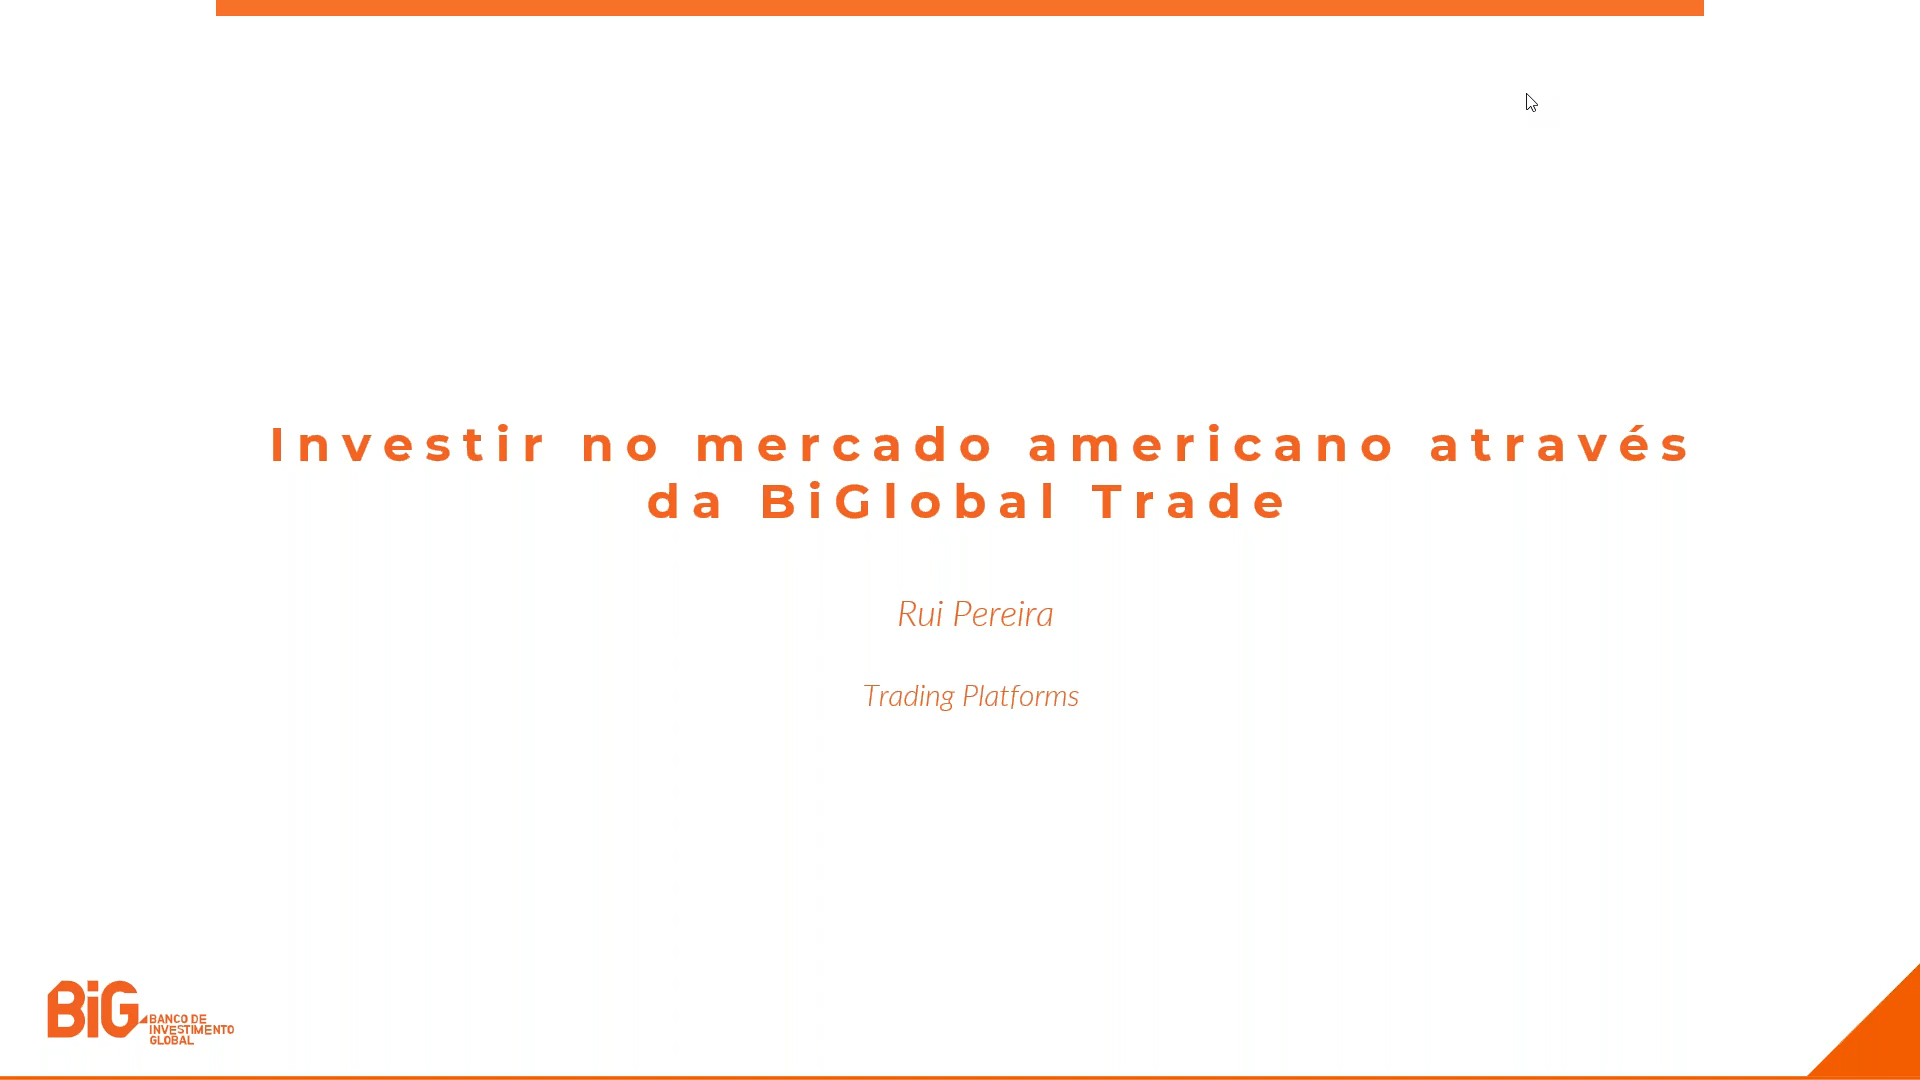 Investir no mercado americano através
da BiGlobal Trade
Rui Pereira
Trading Platforms
BiG
BANCO DE
INVESTIMENTO
GLOBAL